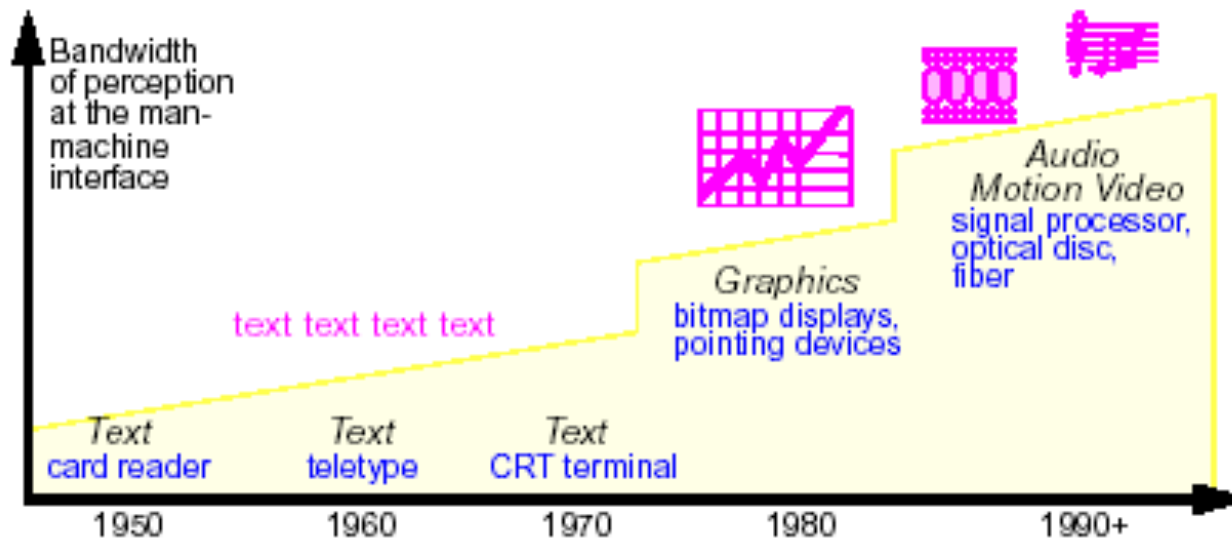 Bandwidth
of perception
at the man-
machine
interface
text text text text
Audio
Motion Video
signal processor,
optical disc,
fiber
Graphics
bitmap displays,
pointing devices
Text
card reader
Text
teletype
Text
CRT terminal
1950
1960
1970
1980
1990+